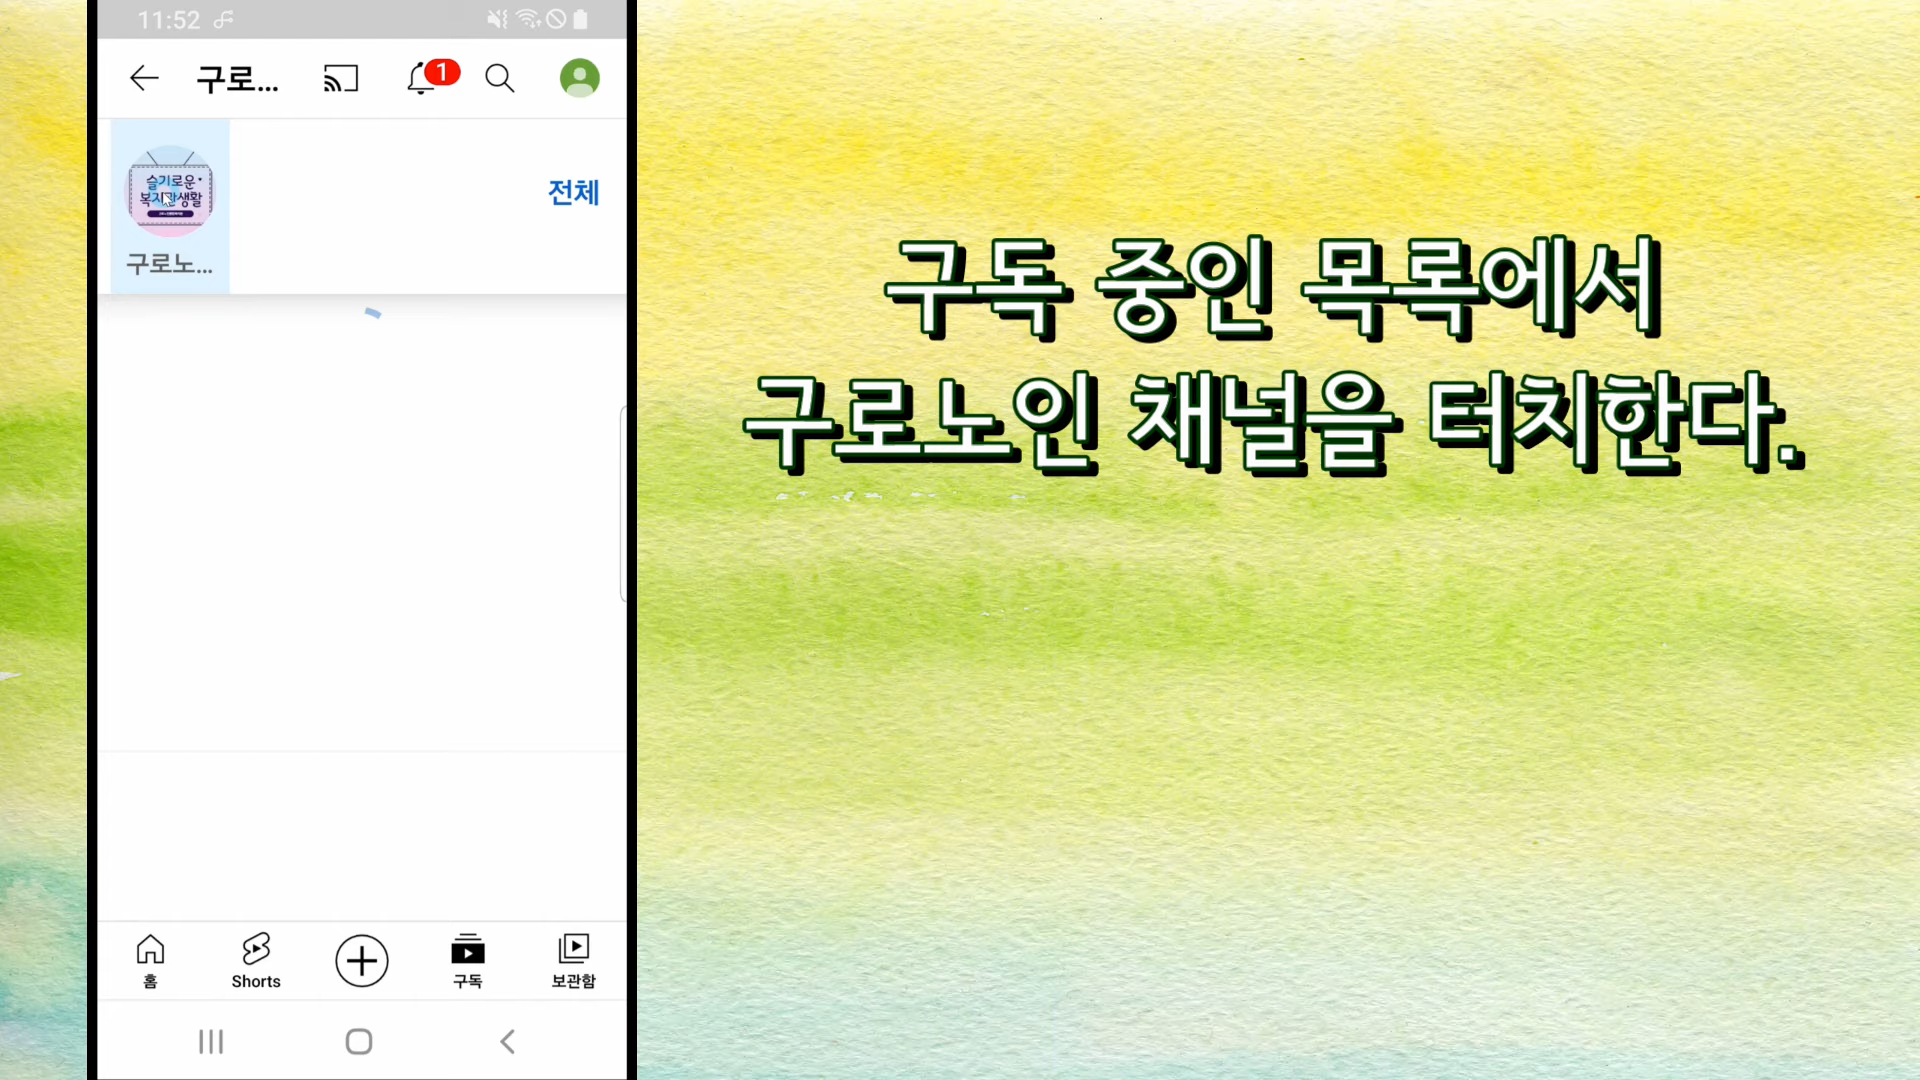 11:52
구로...
1
슬기로운
복지관생활
구로노...
전체
구독 중인 목록에서
구로노인 채널을 터치한다.
홈
Shorts
구독
보관함